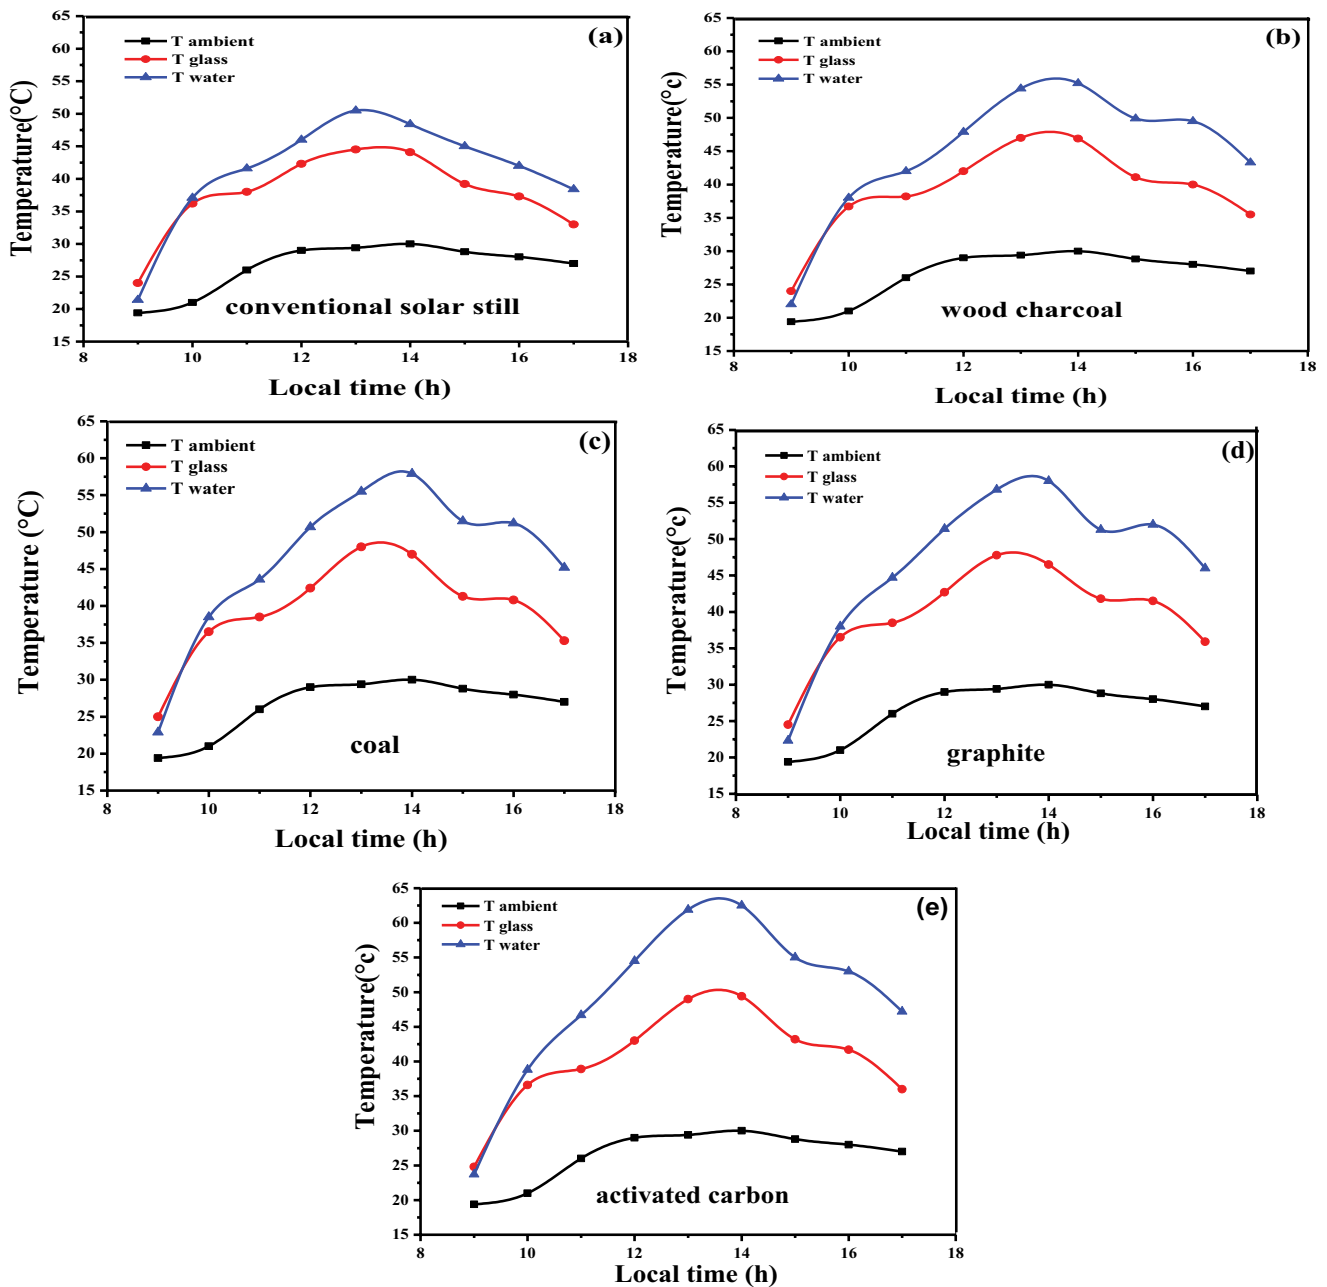 (a)
T ambient
T glass
T water
65
60
55
50
45
40
35
30
25
20
15
Temperature(°C)
conventional solar still
8
10
12
14
16
18
Local time (h)
(b)
T ambient
T glass
T water
65
60
55
50
45
40
35
30
25
20
15
Temperature(°c)
wood charcoal
8
10
12
14
16
18
Local time (h)
(c)
T ambient
T glass
T water
65
60
55
50
45
40
35
30
25
20
15
Temperature (°C)
coal
8
10
12
14
16
18
Local time (h)
(d)
T ambient
T glass
T water
65
60
55
50
45
40
35
30
25
20
15
Temperature(°c)
graphite
8
10
12
14
16
18
Local time (h)
(e)
T ambient
T glass
T water
65
60
55
50
45
40
35
30
25
20
15
Temperature(°c)
activated carbon
8
10
12
14
16
18
Local time (h)